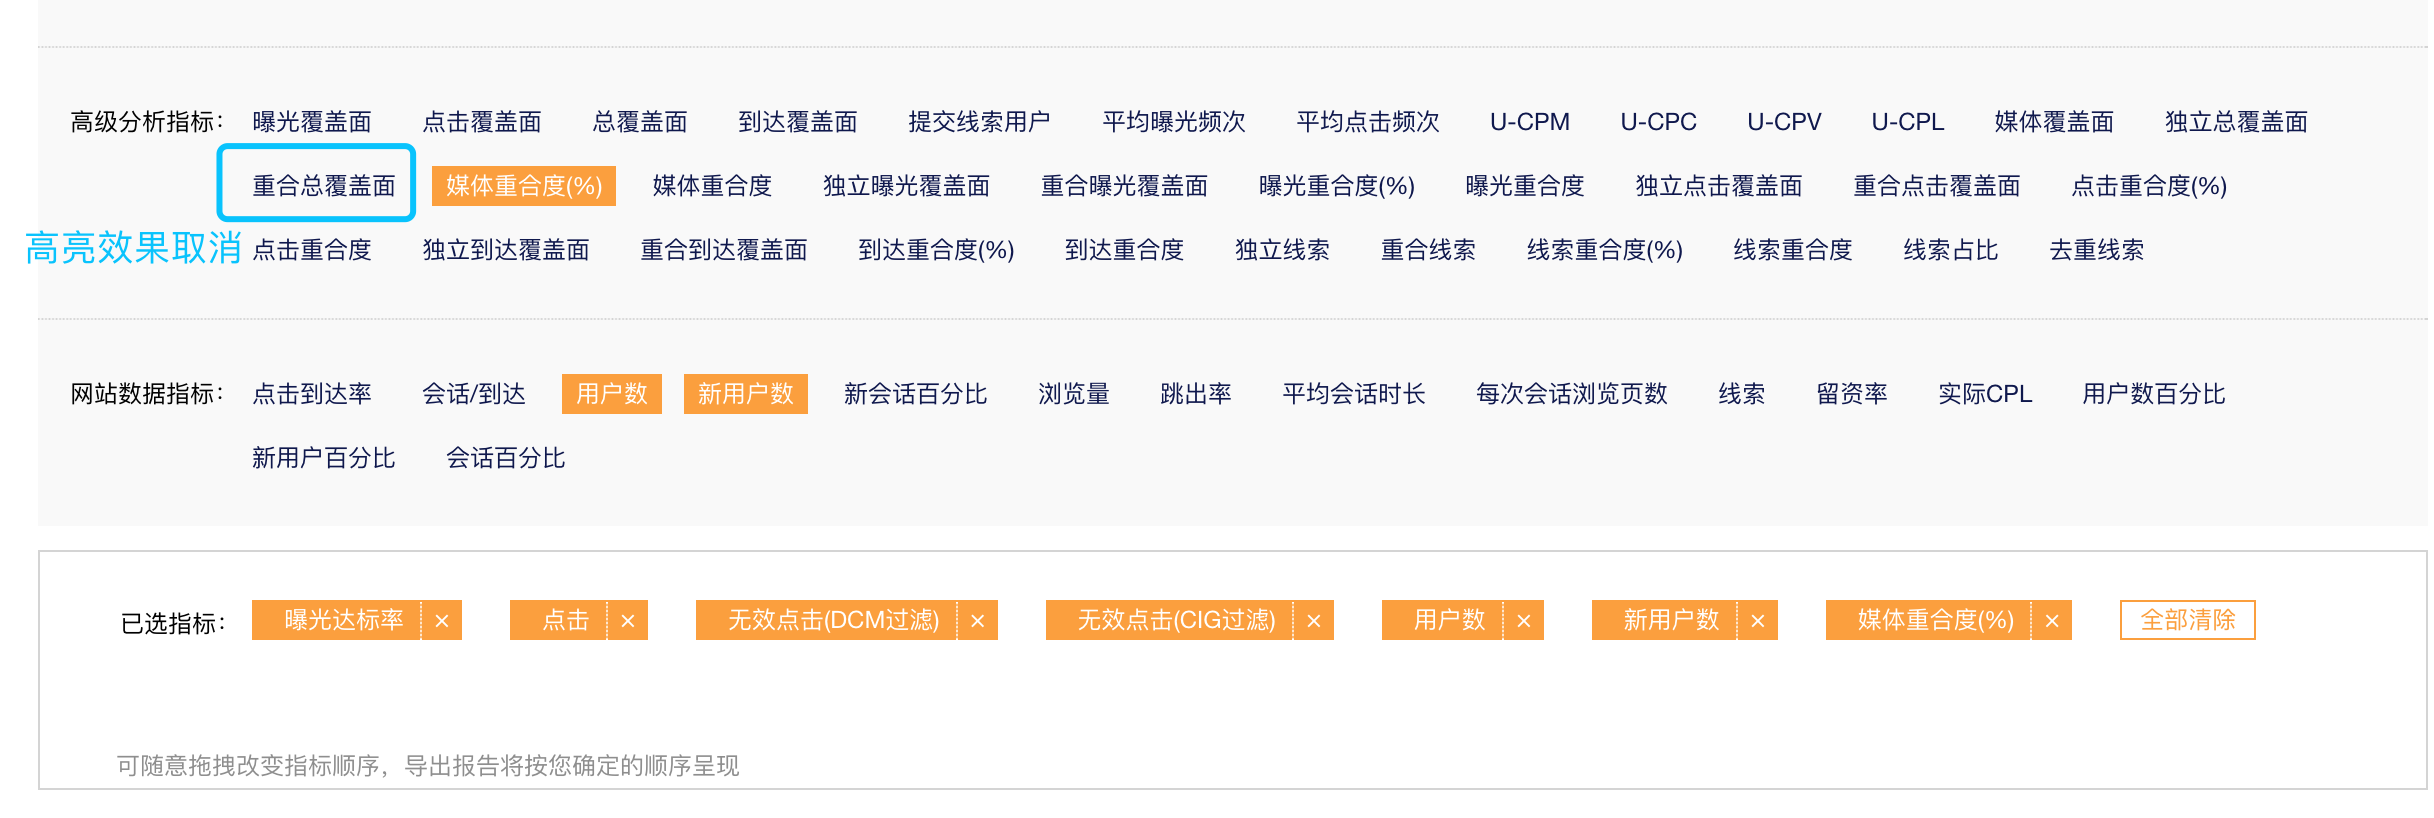 高级分析指标： 曝光覆盖面 点击覆盖面 总覆盖面 到达覆盖面 提交线索用户 平均曝光频次 平均点击频次 U-CPM U-CPC U-CPV U-CPL 媒体覆盖面 独立总覆盖面
重合总覆盖面 媒体重合度(%) 媒体重合度 独立曝光覆盖面 重合曝光覆盖面 曝光重合度(%) 曝光重合度 独立点击覆盖面 重合点击覆盖面 点击重合度(%)
高亮效果取消 点击重合度 独立到达覆盖面 重合到达覆盖面 到达重合度(%) 到达重合度 独立线索 重合线索 线索重合度(%) 线索重合度 线索占比 去重线索
网站数据指标： 点击到达率 会话/到达 用户数 新用户数 新会话百分比 浏览量 跳出率 平均会话时长 每次会话浏览页数 线索 留资率 实际CPL 用户数百分比
新用户百分比 会话百分比
已选指标： 曝光达标率 × 点击 × 无效点击(DCM过滤) × 无效点击(CIG过滤) × 用户数 × 新用户数 × 媒体重合度(%) × 全部清除
可随意拖拽改变指标顺序，导出报告将按您确定的顺序呈现